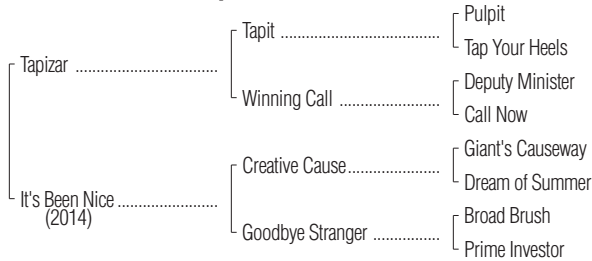 Pulpit
Tapit ................................
Tap Your Heels
Tapizar ................................
Deputy Minister
Winning Call ....................
Call Now
Giant's Causeway
Creative Cause....................
Dream of Summer
It's Been Nice ....................
(2014)
Broad Brush
Goodbye Stranger ..............
Prime Investor